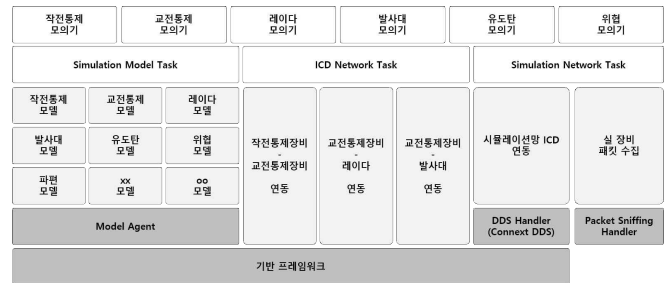 작전통제
모의기
교전통제
모의기
레이다
모의기
발사대
모의기
유도탄
모의기
위협
모의기
Simulation Model Task
ICD Network Task
Simulation Network Task
작전통제
모델
교전통제
모델
레이다
모델
발사대
모델
유도탄
모델
위협
모델
파편
모델
xx
모델
oo
모델
Model Agent
작전통제장비
-
교전통제장비
연동
교전통제장비
-
레이다
연동
교전통제장비
-
발사대
연동
시뮬레이션망 ICD
연동
실 장비
패킷 수집
DDS Handler
(Connext DDS)
Packet Sniffing
Handler
기반 프레임워크